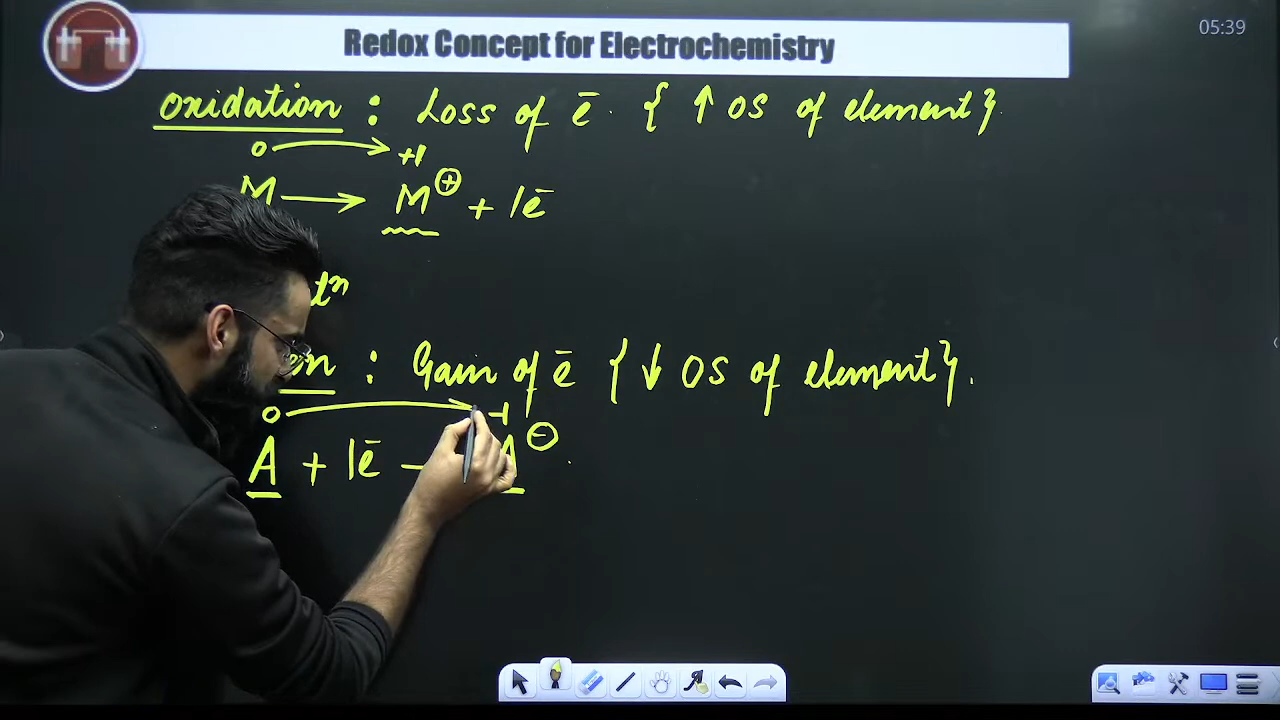 05:39
Redox Concept for Electrochemistry
Oxidation : Loss of ē. { ↑ OS of element}.
0 +1
M → M⊕ + 1ē
tⁿ
: Gain of ē { ↓ OS of element}.
0 -1
A + 1ē A⊖